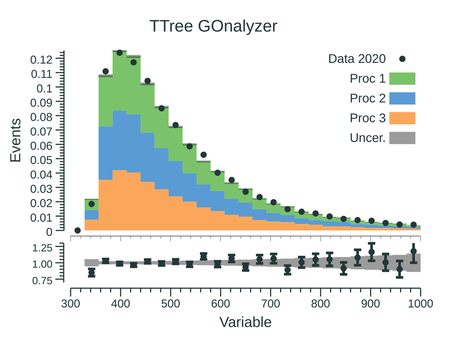 TTree GOnalyzer
Data 2020
Proc 1
Proc 2
Proc 3
Uncer.
Events
0.12
0.11
0.1
0.09
0.08
0.07
0.06
0.05
0.04
0.03
0.02
0.01
0
1.25
1.00
0.75
300 400 500 600 700 800 900 1000
Variable